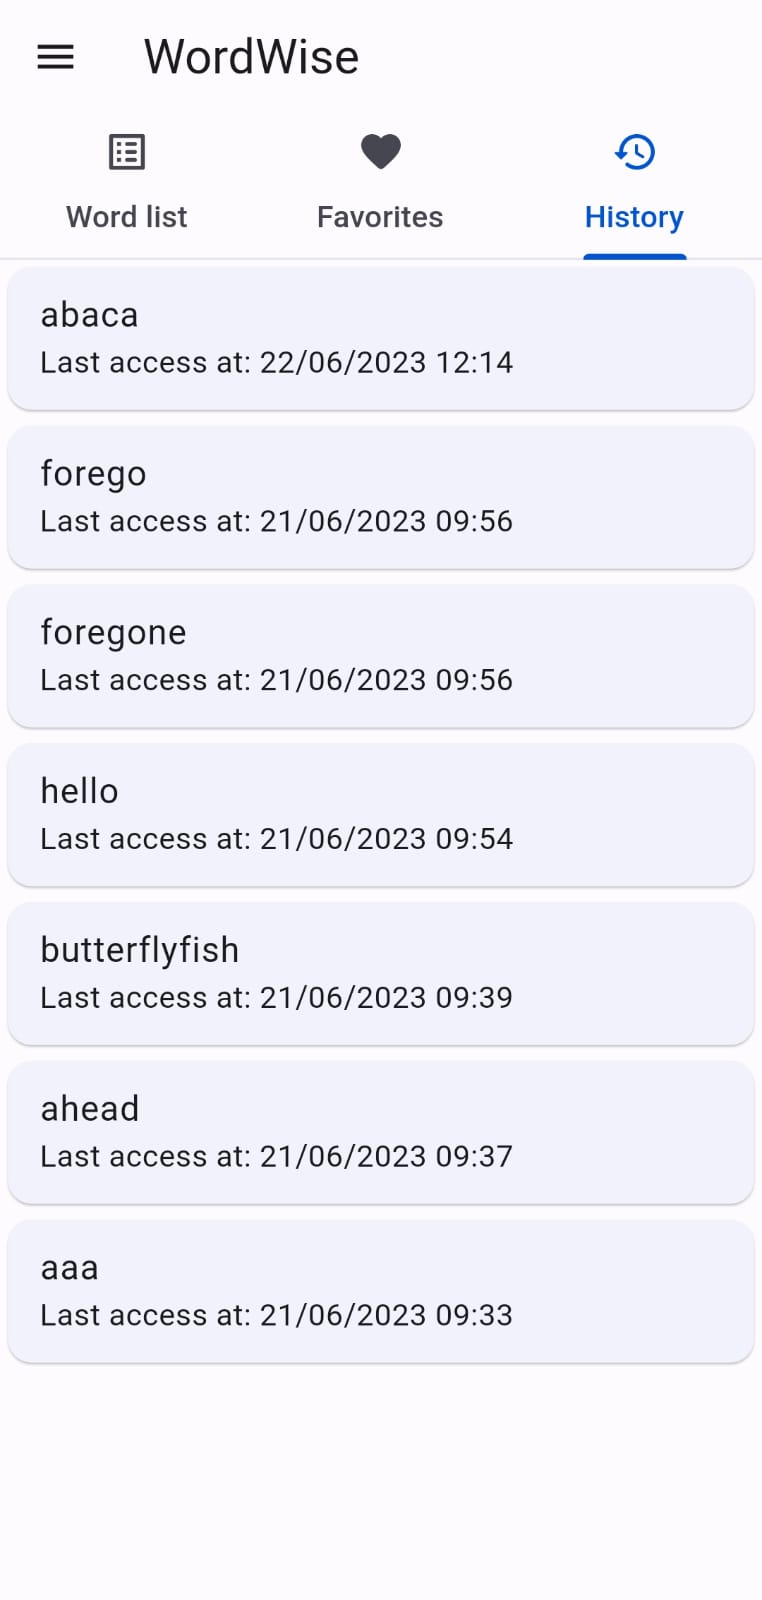 WordWise
Word list
Favorites
History
abaca
Last access at: 22/06/2023 12:14
forego
Last access at: 21/06/2023 09:56
foregone
Last access at: 21/06/2023 09:56
hello
Last access at: 21/06/2023 09:54
butterflyfish
Last access at: 21/06/2023 09:39
ahead
Last access at: 21/06/2023 09:37
aaa
Last access at: 21/06/2023 09:33